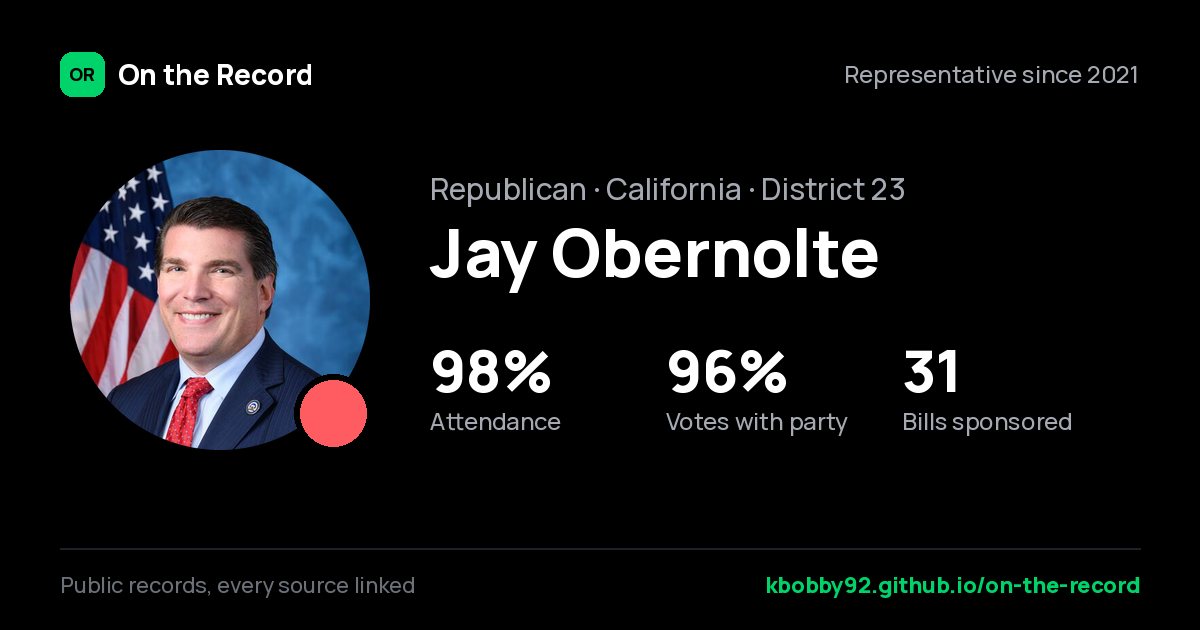 OR On the Record
Representative since 2021
Republican · California · District 23
Jay Obernolte
98% 96% 31
Attendance Votes with party Bills sponsored
Public records, every source linked
kbobby92.github.io/on-the-record